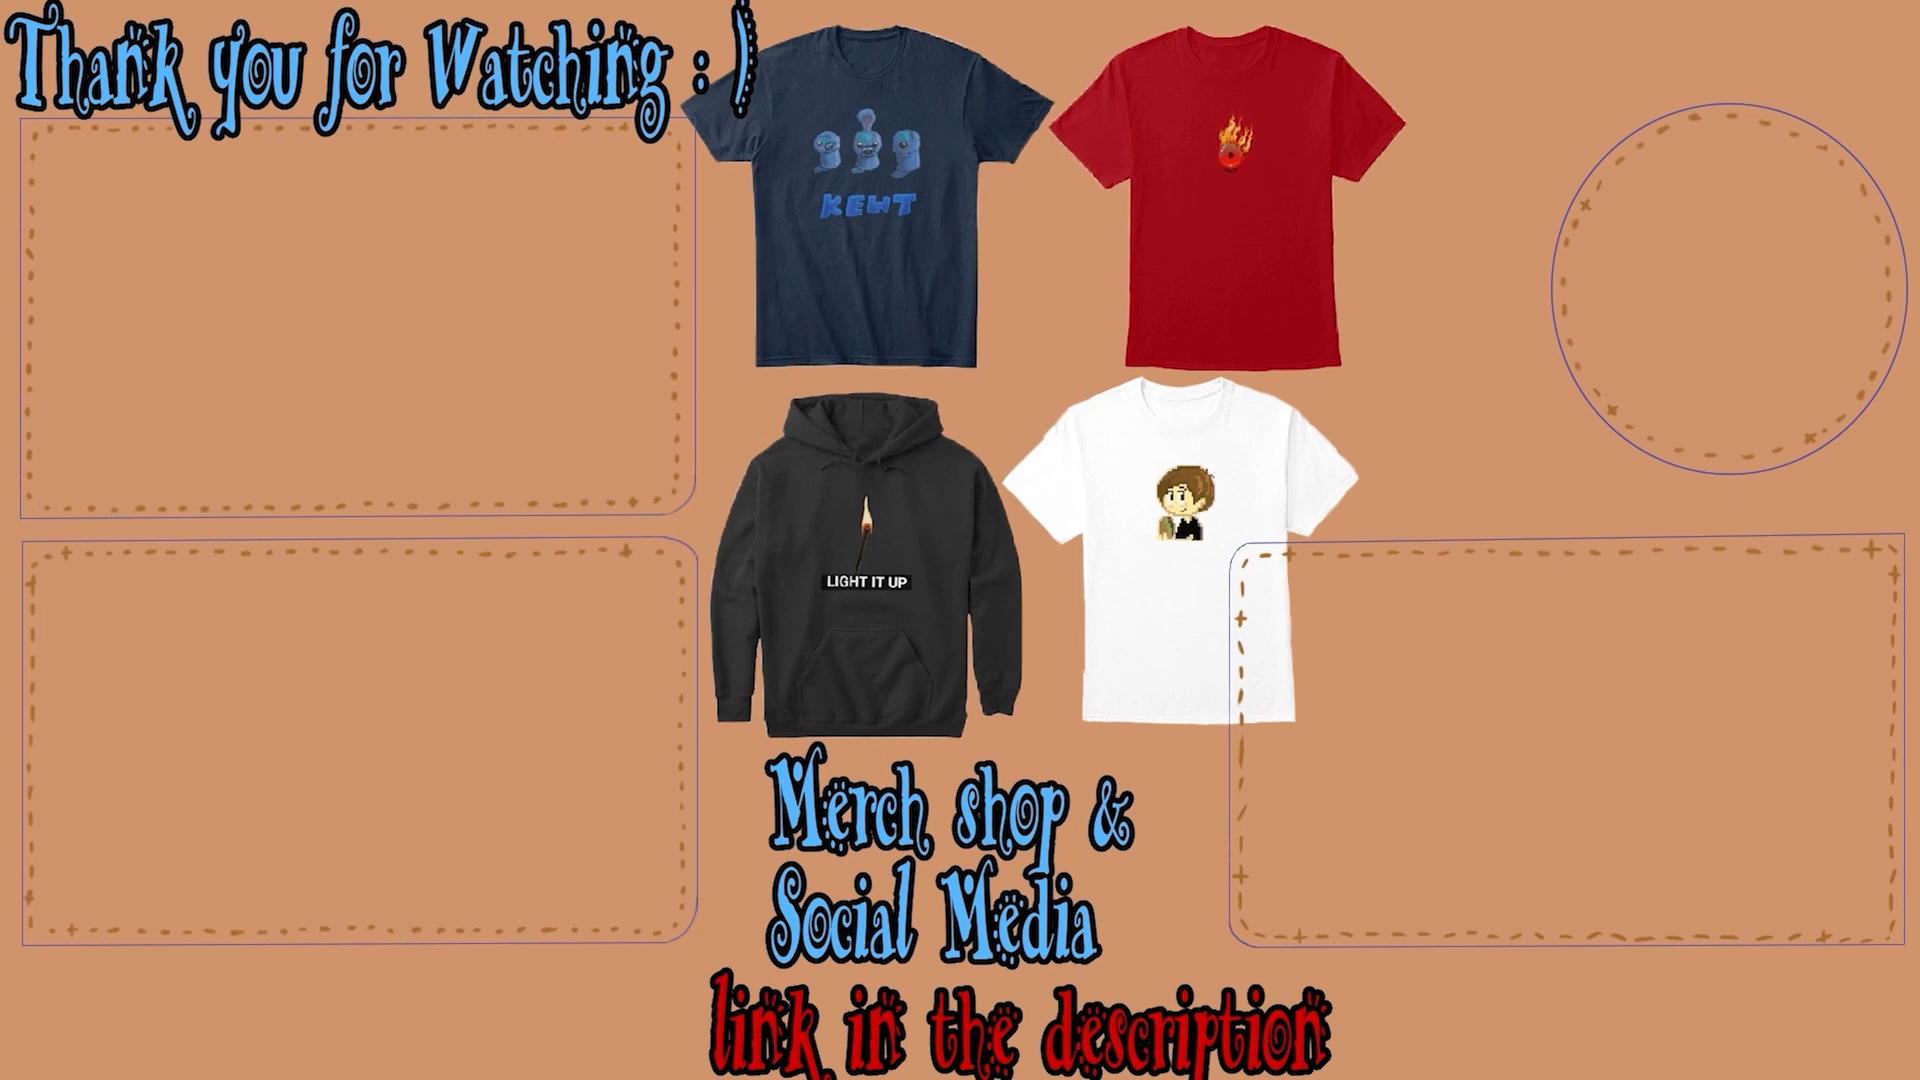 Thank you for Watching : )
KEWT
LIGHT IT UP
Merch shop &
Social Media
link in the description